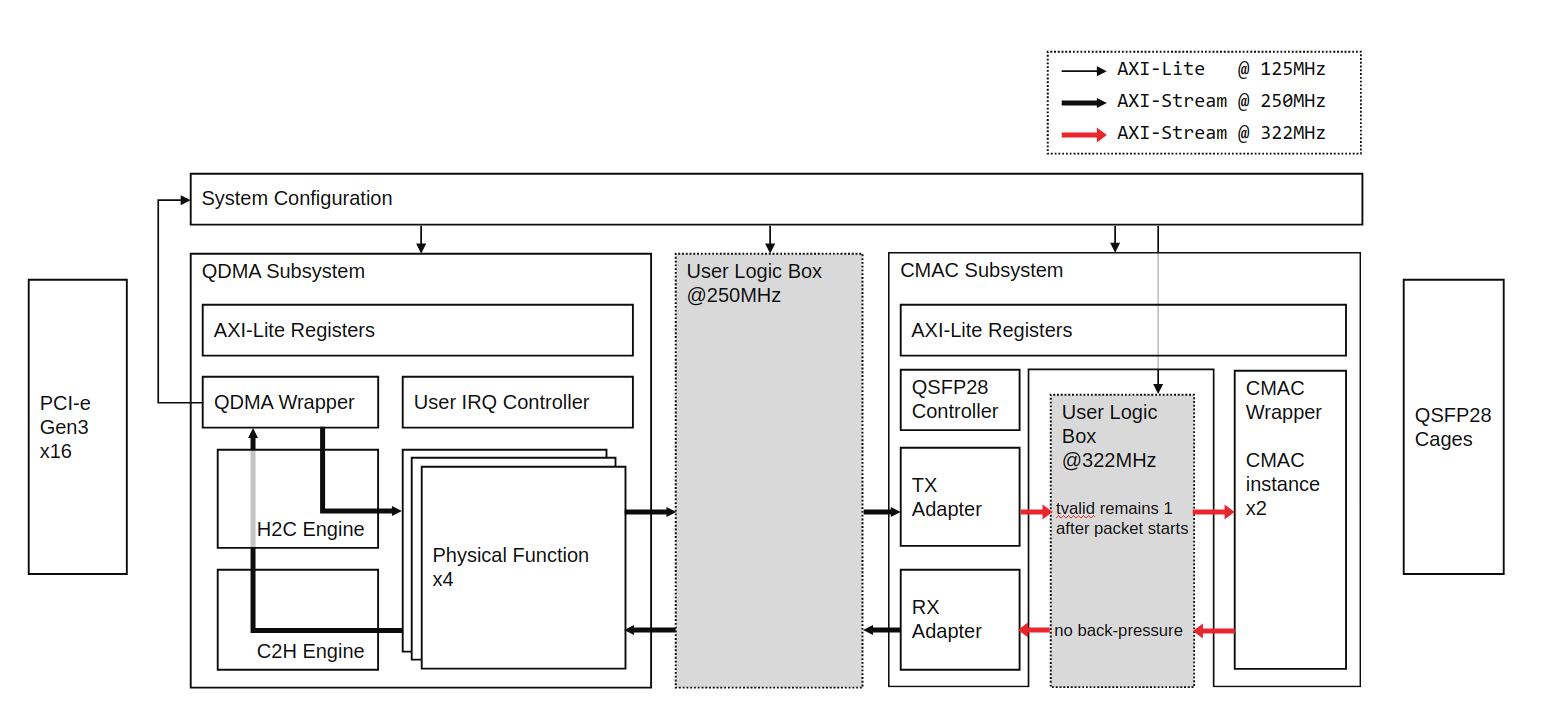 AXI-Lite @ 125MHz
AXI-Stream @ 250MHz
AXI-Stream @ 322MHz
System Configuration
PCI-e
Gen3
x16
QDMA Subsystem
AXI-Lite Registers
QDMA Wrapper
User IRQ Controller
H2C Engine
C2H Engine
Physical Function
x4
User Logic Box
@250MHz
CMAC Subsystem
AXI-Lite Registers
QSFP28
Controller
TX
Adapter
RX
Adapter
User Logic
Box
@322MHz
tvalid remains 1
after packet starts
no back-pressure
CMAC
Wrapper
CMAC
instance
x2
QSFP28
Cages